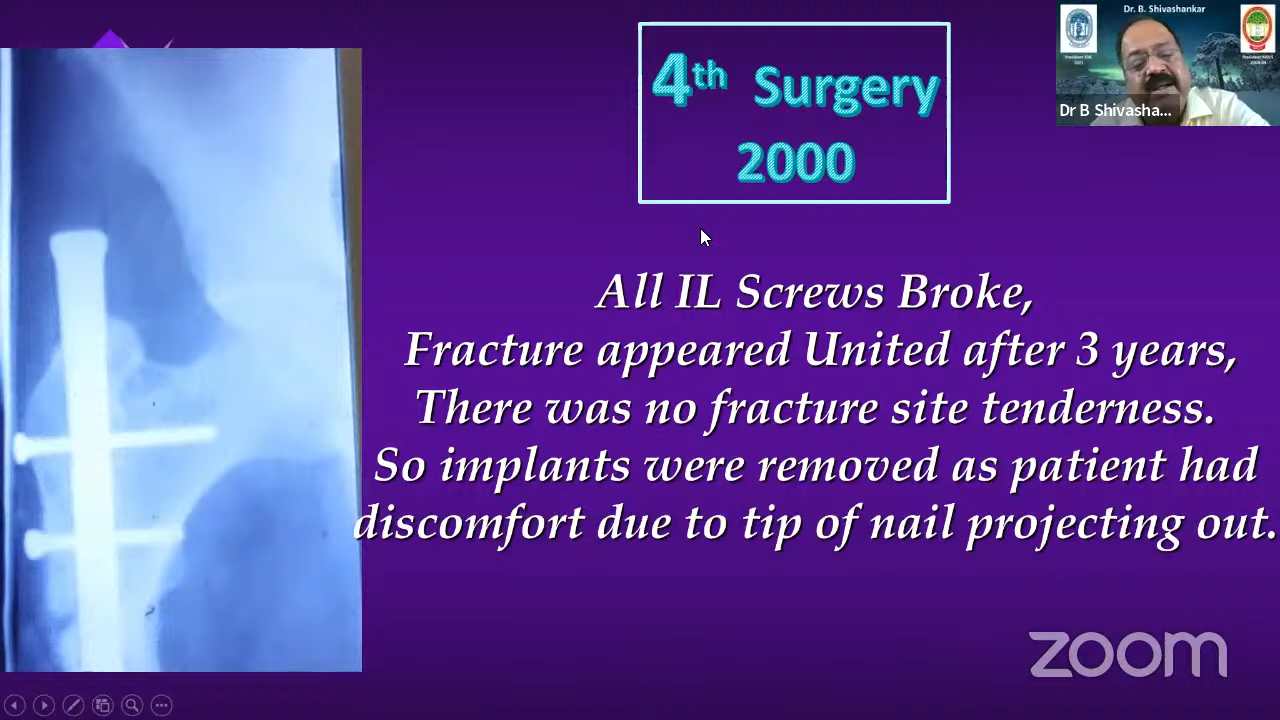 4th Surgery
2000
All IL Screws Broke,
Fracture appeared United after 3 years,
There was no fracture site tenderness.
So implants were removed as patient had
discomfort due to tip of nail projecting out.
Dr. B. Shivashankar
Dr B Shivasha...
zoom